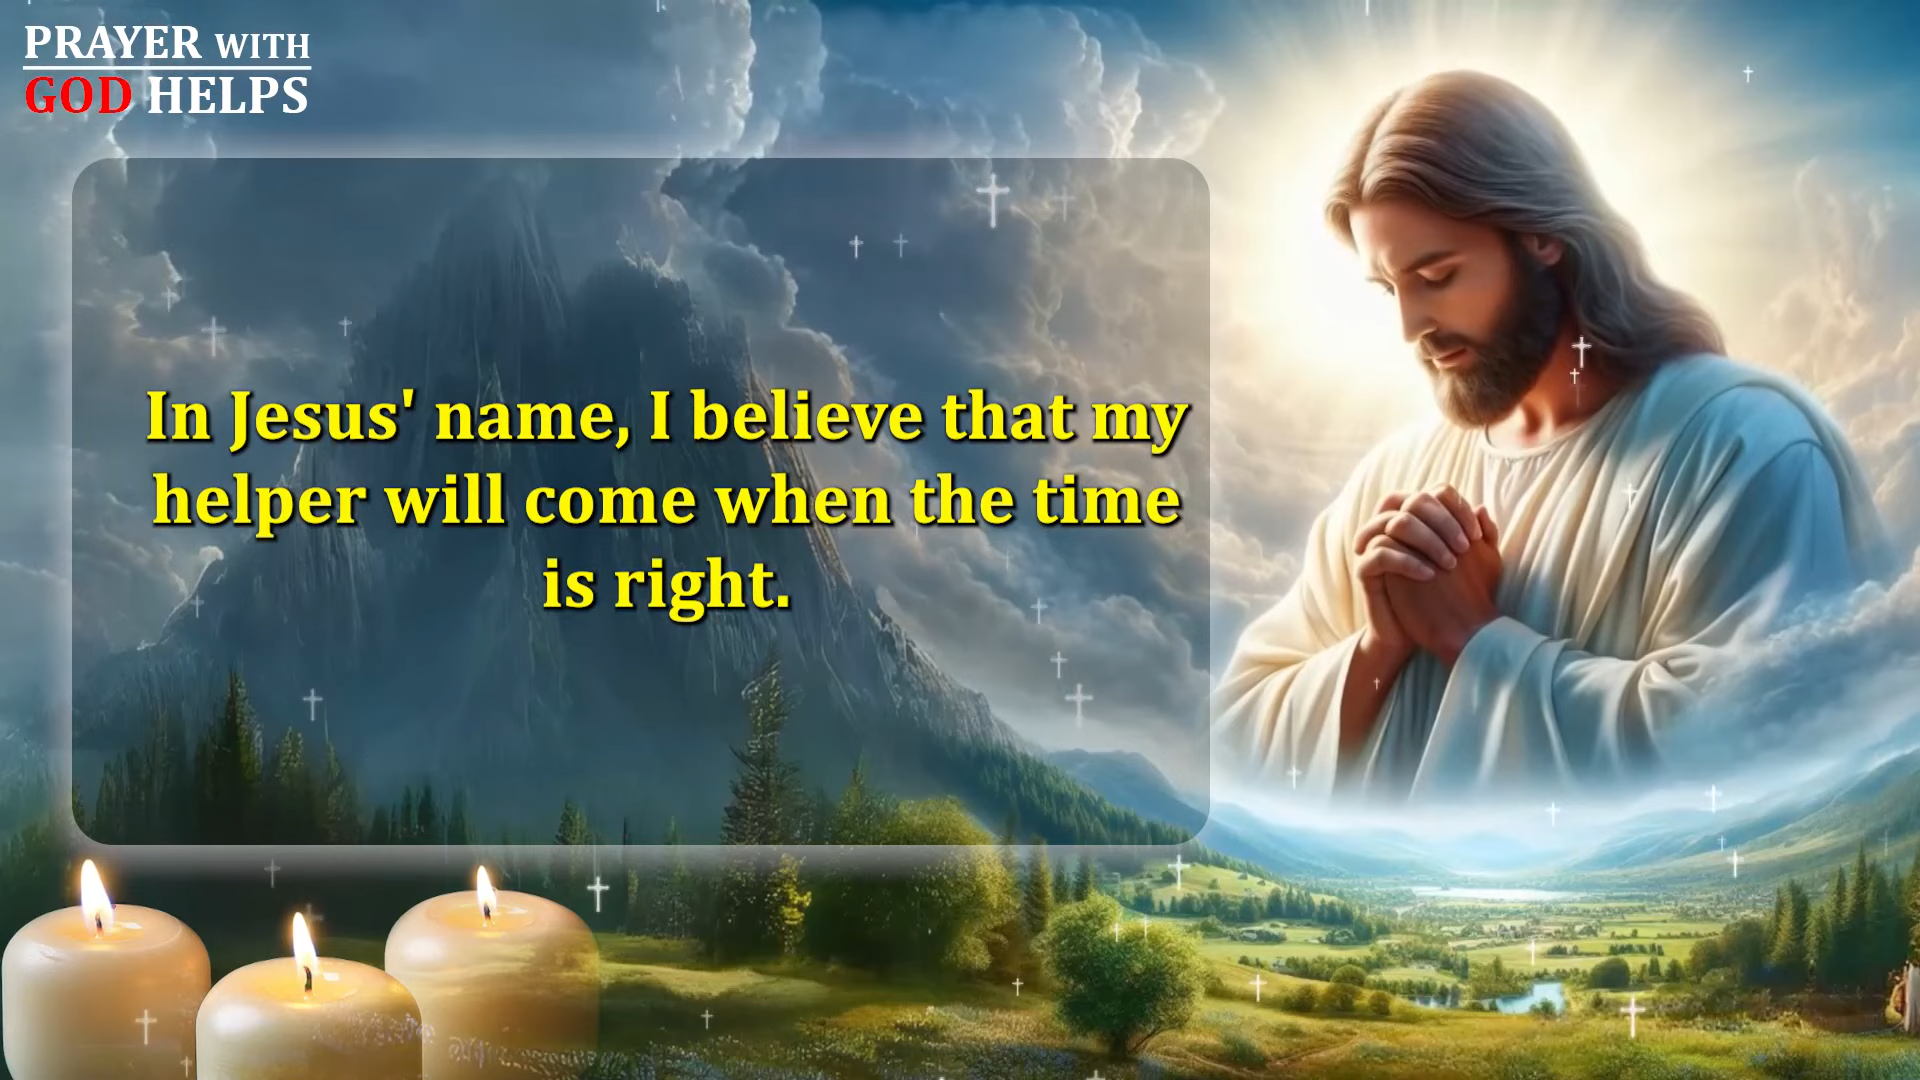 PRAYER WITH
GOD HELPS
In Jesus' name, I believe that my
helper will come when the time
is right.